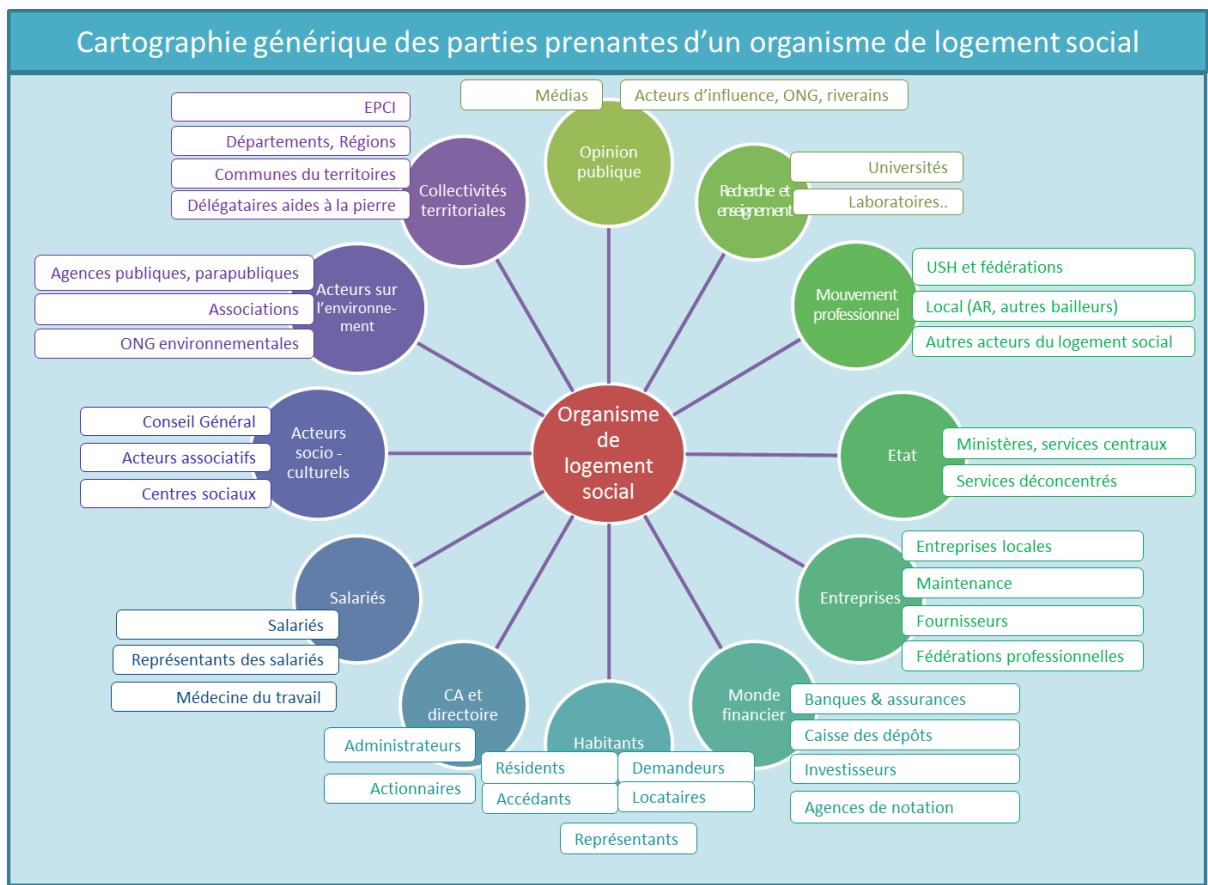 Cartographie générique des parties prenantes d’un organisme de logement social
Médias
Acteurs d’influence, ONG, riverains
Opinion
publique
Universités
Laboratoires..
Recherche et
enseignement
USH et fédérations
Local (AR, autres bailleurs)
Autres acteurs du logement social
Mouvement
professionnel
Ministères, services centraux
Services déconcentrés
Etat
Entreprises locales
Maintenance
Fournisseurs
Fédérations professionnelles
Entreprises
Banques & assurances
Caisse des dépôts
Investisseurs
Agences de notation
Monde
financier
Habitants
Résidents
Demandeurs
Accédants
Locataires
Représentants
CA et
directoire
Administrateurs
Actionnaires
Salariés
Salariés
Représentants des salariés
Médecine du travail
Acteurs
socio -
culturels
Conseil Général
Acteurs associatifs
Centres sociaux
Acteurs sur
l’environne-
ment
Agences publiques, parapubliques
Associations
ONG environnementales
Collectivités
territoriales
EPCI
Départements, Régions
Communes du territoires
Délégataires aides à la pierre
Organisme
de
logement
social